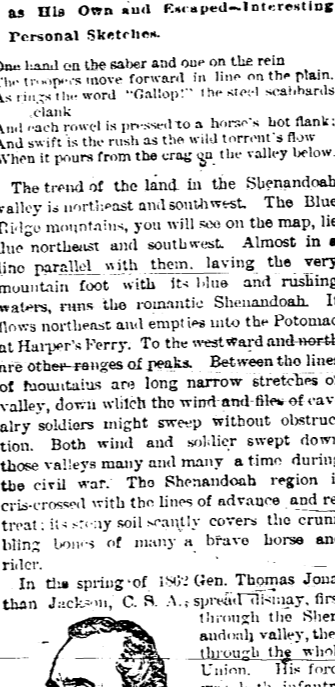 as His Own and Escaped—Interesting
Personal Sketches.
One hand on the saber and one on the rein
The troopers move forward in line on the plain.
As rings the word "Gallop!" the steel scabbards
clank
And each rowel is pressed to a horse's hot flank;
And swift is the rush as the wild torrent's flow
When it pours from the crag on the valley below.
The trend of the land in the Shenandoah
valley is northeast and southwest. The Blue
Ridge mountains, you will see on the map, lie
due northeast and southwest. Almost in a
line parallel with them, laving the very
mountain foot with its blue and rushing
waters, runs the romantic Shenandoah. It
flows northeast and empties into the Potomac
at Harper's Ferry. To the westward and north
are other ranges of peaks. Between the lines
of mountains are long narrow stretches of
valley, down which the wind and files of cav
alry soldiers might sweep without obstruc
tion. Both wind and soldier swept down
those valleys many and many a time during
the civil war. The Shenandoah region i
cris-crossed with the lines of advance and re
treat; its stony soil scantly covers the crum
bling bones of many a brave horse and
rider.
In the spring of 1862 Gen. Thomas Jona
than Jackson, C. S. A., spread dismay, firs
through the Shen
andoah valley, the
through the whol
Union. His forc
infantr